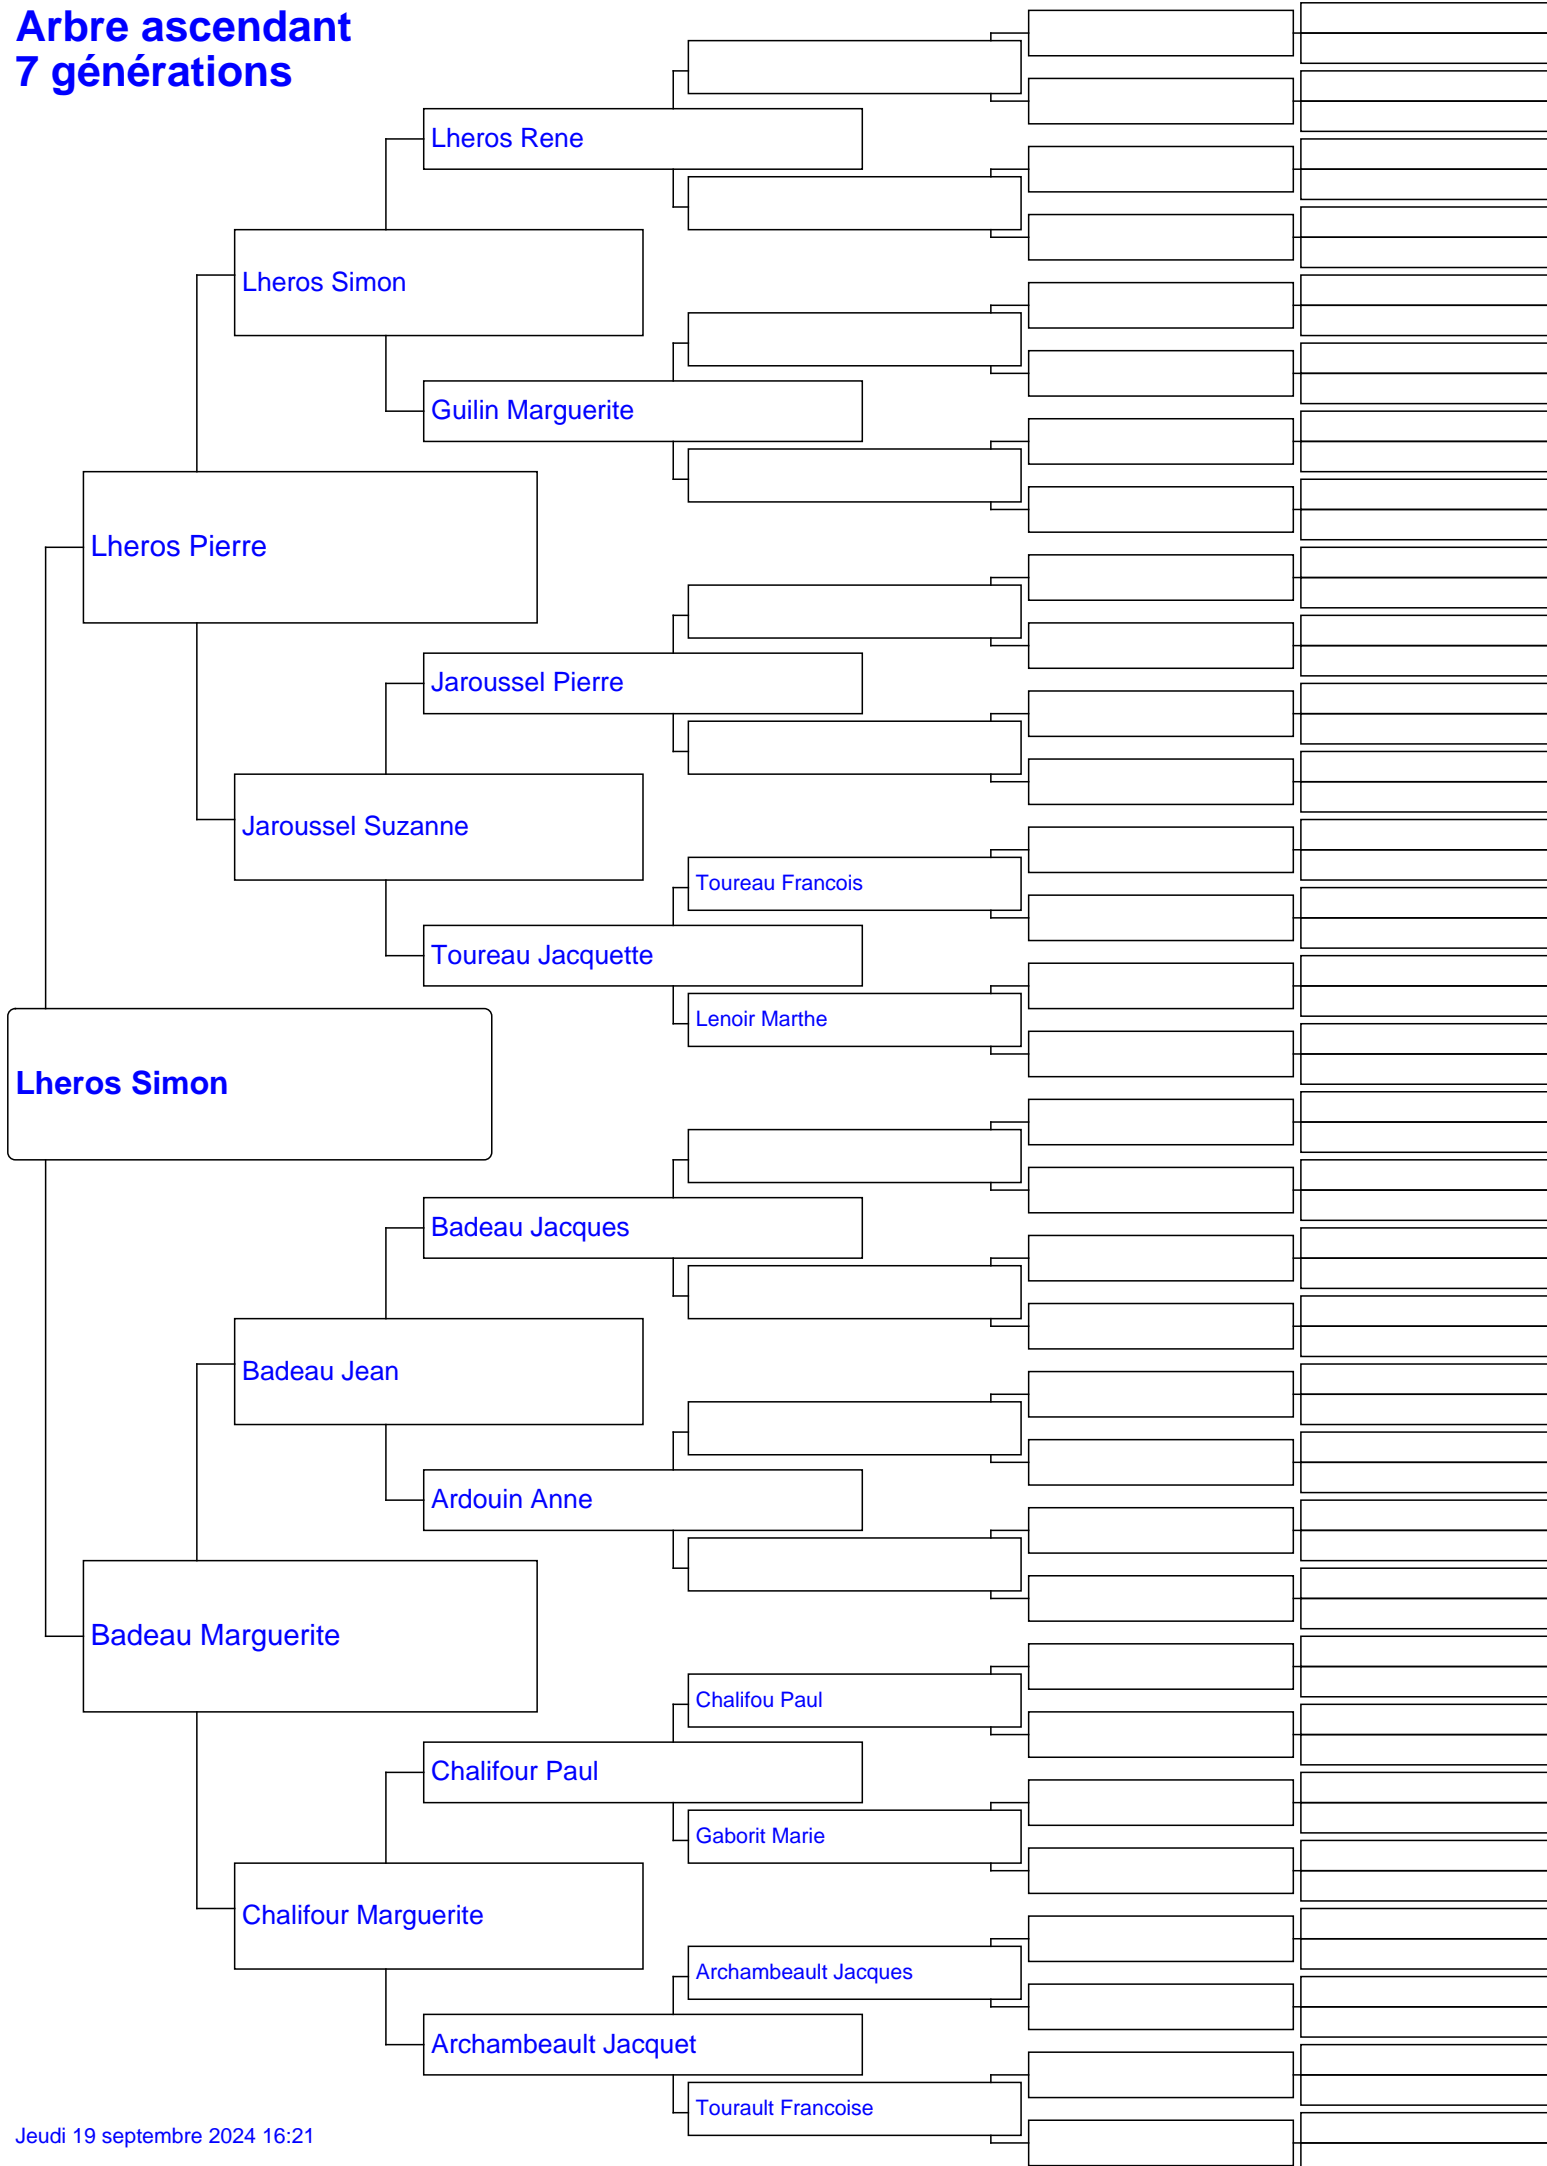 Arbre ascendant
7 générations
Lheros Rene
Lheros Simon
Guilin Marguerite
Lheros Pierre
Jaroussel Pierre
Jaroussel Suzanne
Toureau Francois
Toureau Jacquette
Lenoir Marthe
Lheros Simon
Badeau Jacques
Badeau Jean
Ardouin Anne
Badeau Marguerite
Chalifou Paul
Chalifour Paul
Gaborit Marie
Chalifour Marguerite
Archambeault Jacques
Archambeault Jacquet
Tourault Francoise
Jeudi 19 septembre 2024 16:21